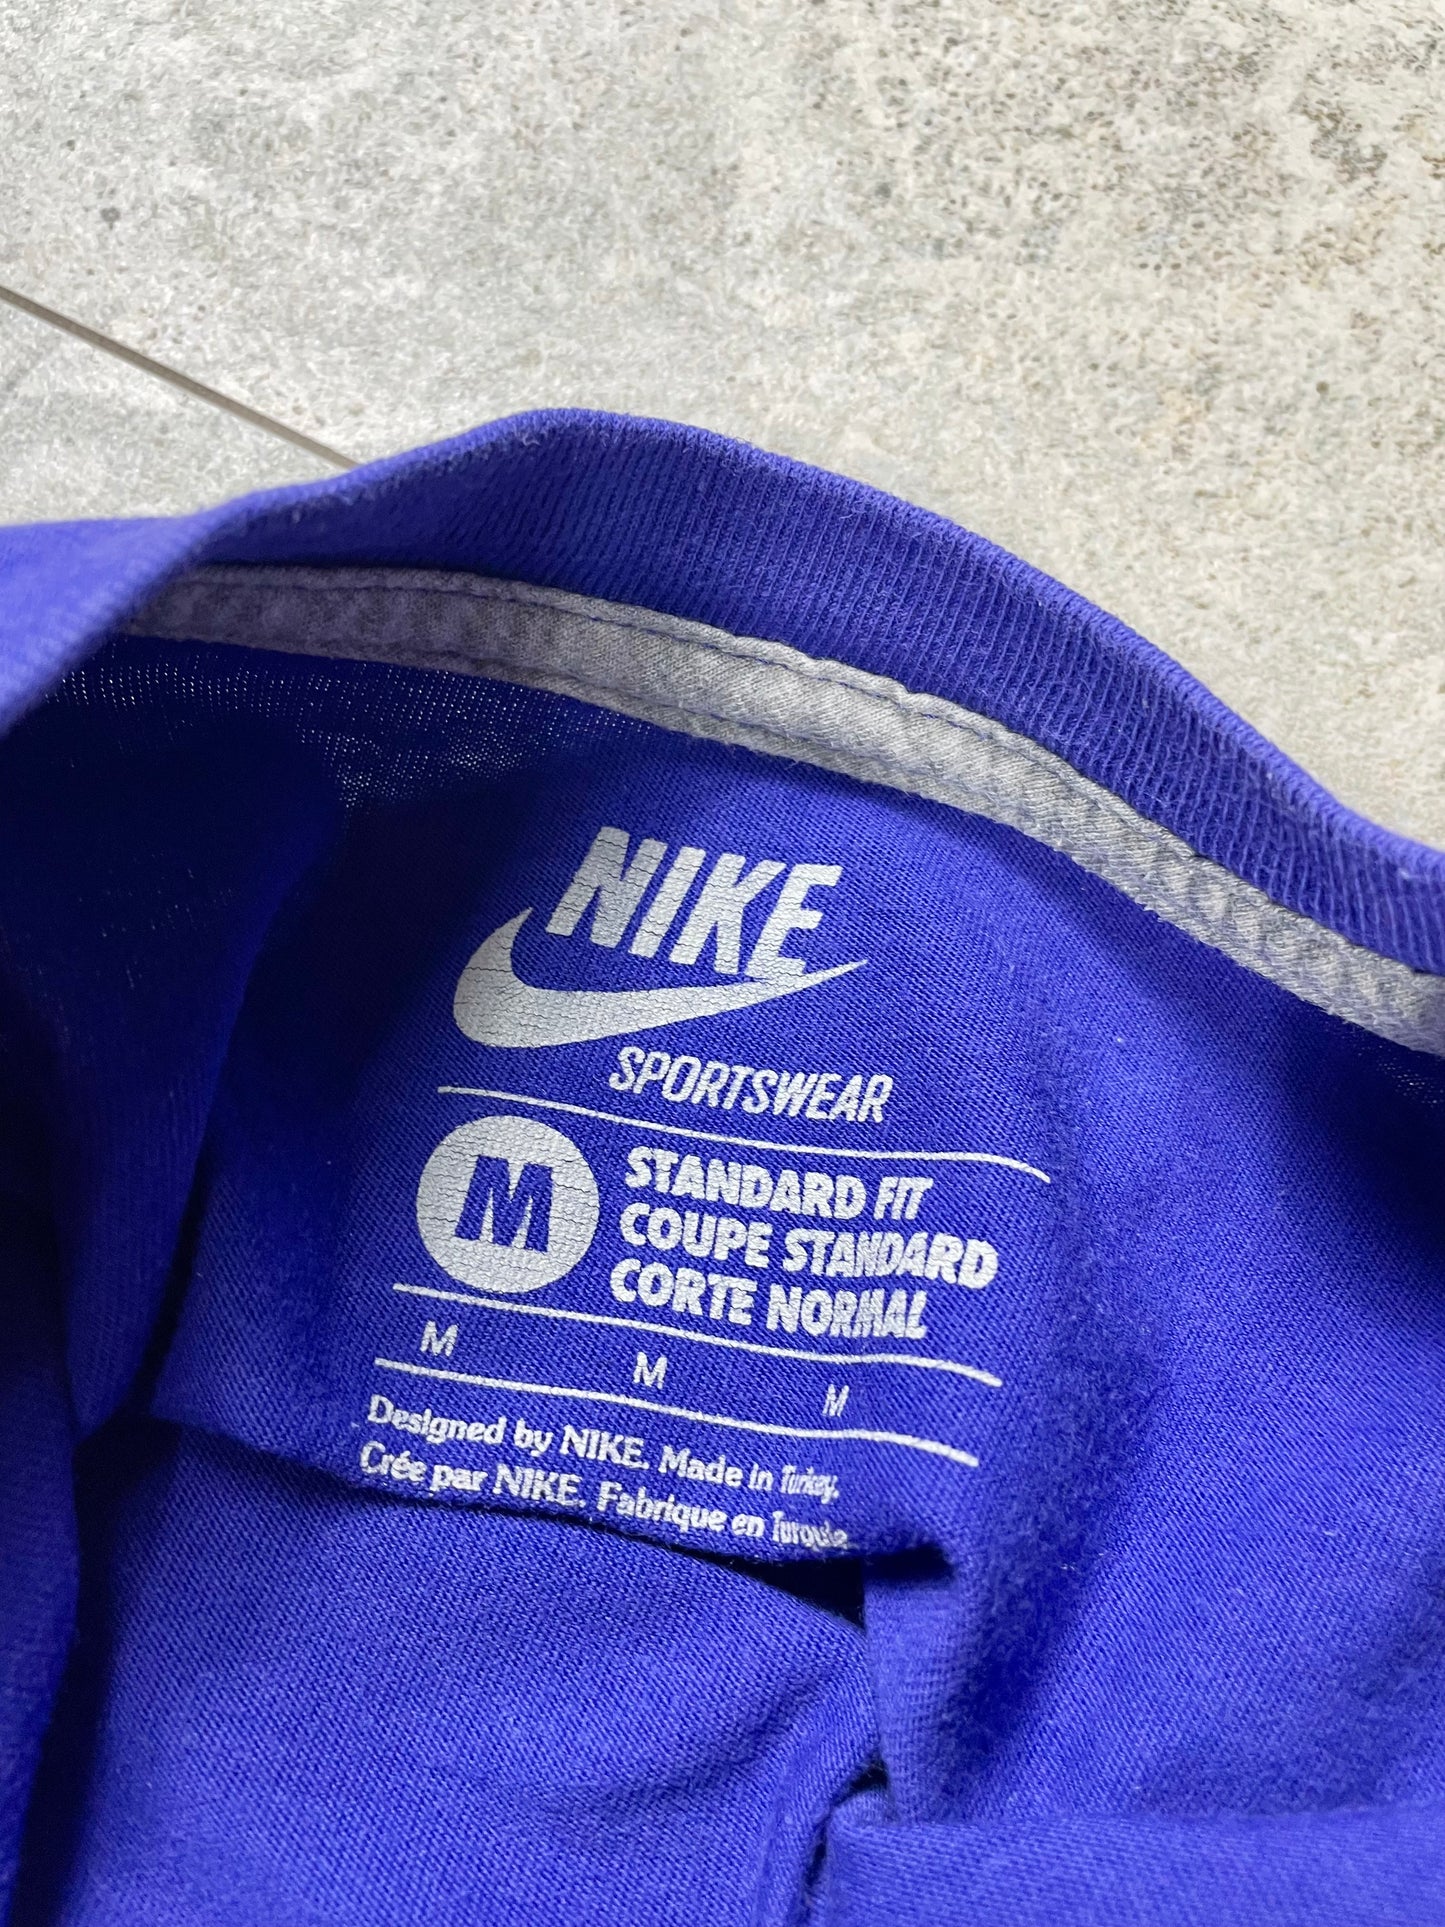 NIKE
SPORTSWEAR
M
STANDARD FIT
COUPE STANDARD
CORTE NORMAL
M M M
Designed by NIKE. Made in Turkey.
Crée par NIKE. Fabrique en Turquie.